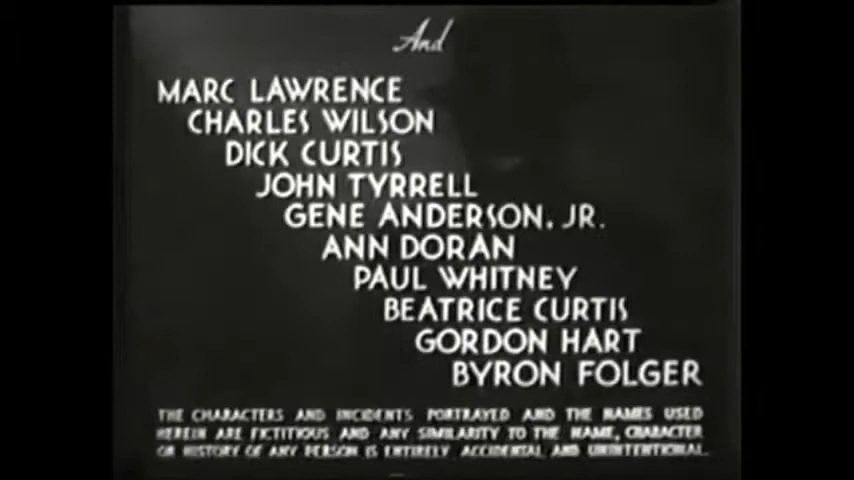 And
MARC LAWRENCE
CHARLES WILSON
DICK CURTIS
JOHN TYRRELL
GENE ANDERSON, JR.
ANN DORAN
PAUL WHITNEY
BEATRICE CURTIS
GORDON HART
BYRON FOLGER
THE CHARACTERS AND INCIDENTS PORTRAYED AND THE NAMES USED
HEREIN ARE FICTITIOUS AND ANY SIMILARITY TO THE NAME, CHARACTER
OR HISTORY OF ANY PERSON IS ENTIRELY ACCIDENTAL AND UNINTENTIONAL.